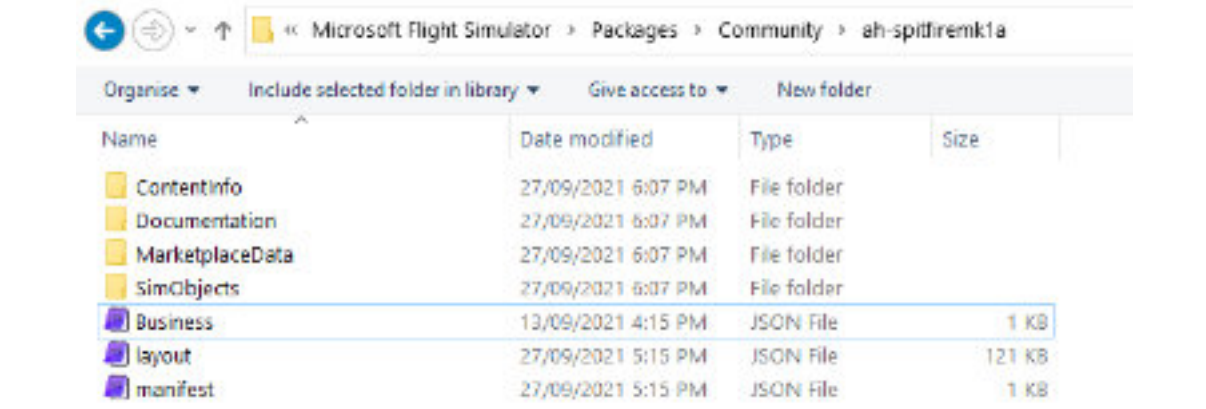 « Microsoft Flight Simulator > Packages > Community > ah-spitfiremk1a
Organise Include selected folder in library Give access to New folder
Name Date modified Type Size
ContentInfo 27/09/2021 6:07 PM File folder
Documentation 27/09/2021 6:07 PM File folder
MarketplaceData 27/09/2021 6:07 PM File folder
SimObjects 27/09/2021 6:07 PM File folder
Business 13/09/2021 4:15 PM JSON File 1 KB
layout 27/09/2021 5:15 PM JSON File 121 KB
manifest 27/09/2021 5:15 PM JSON File 1 KB